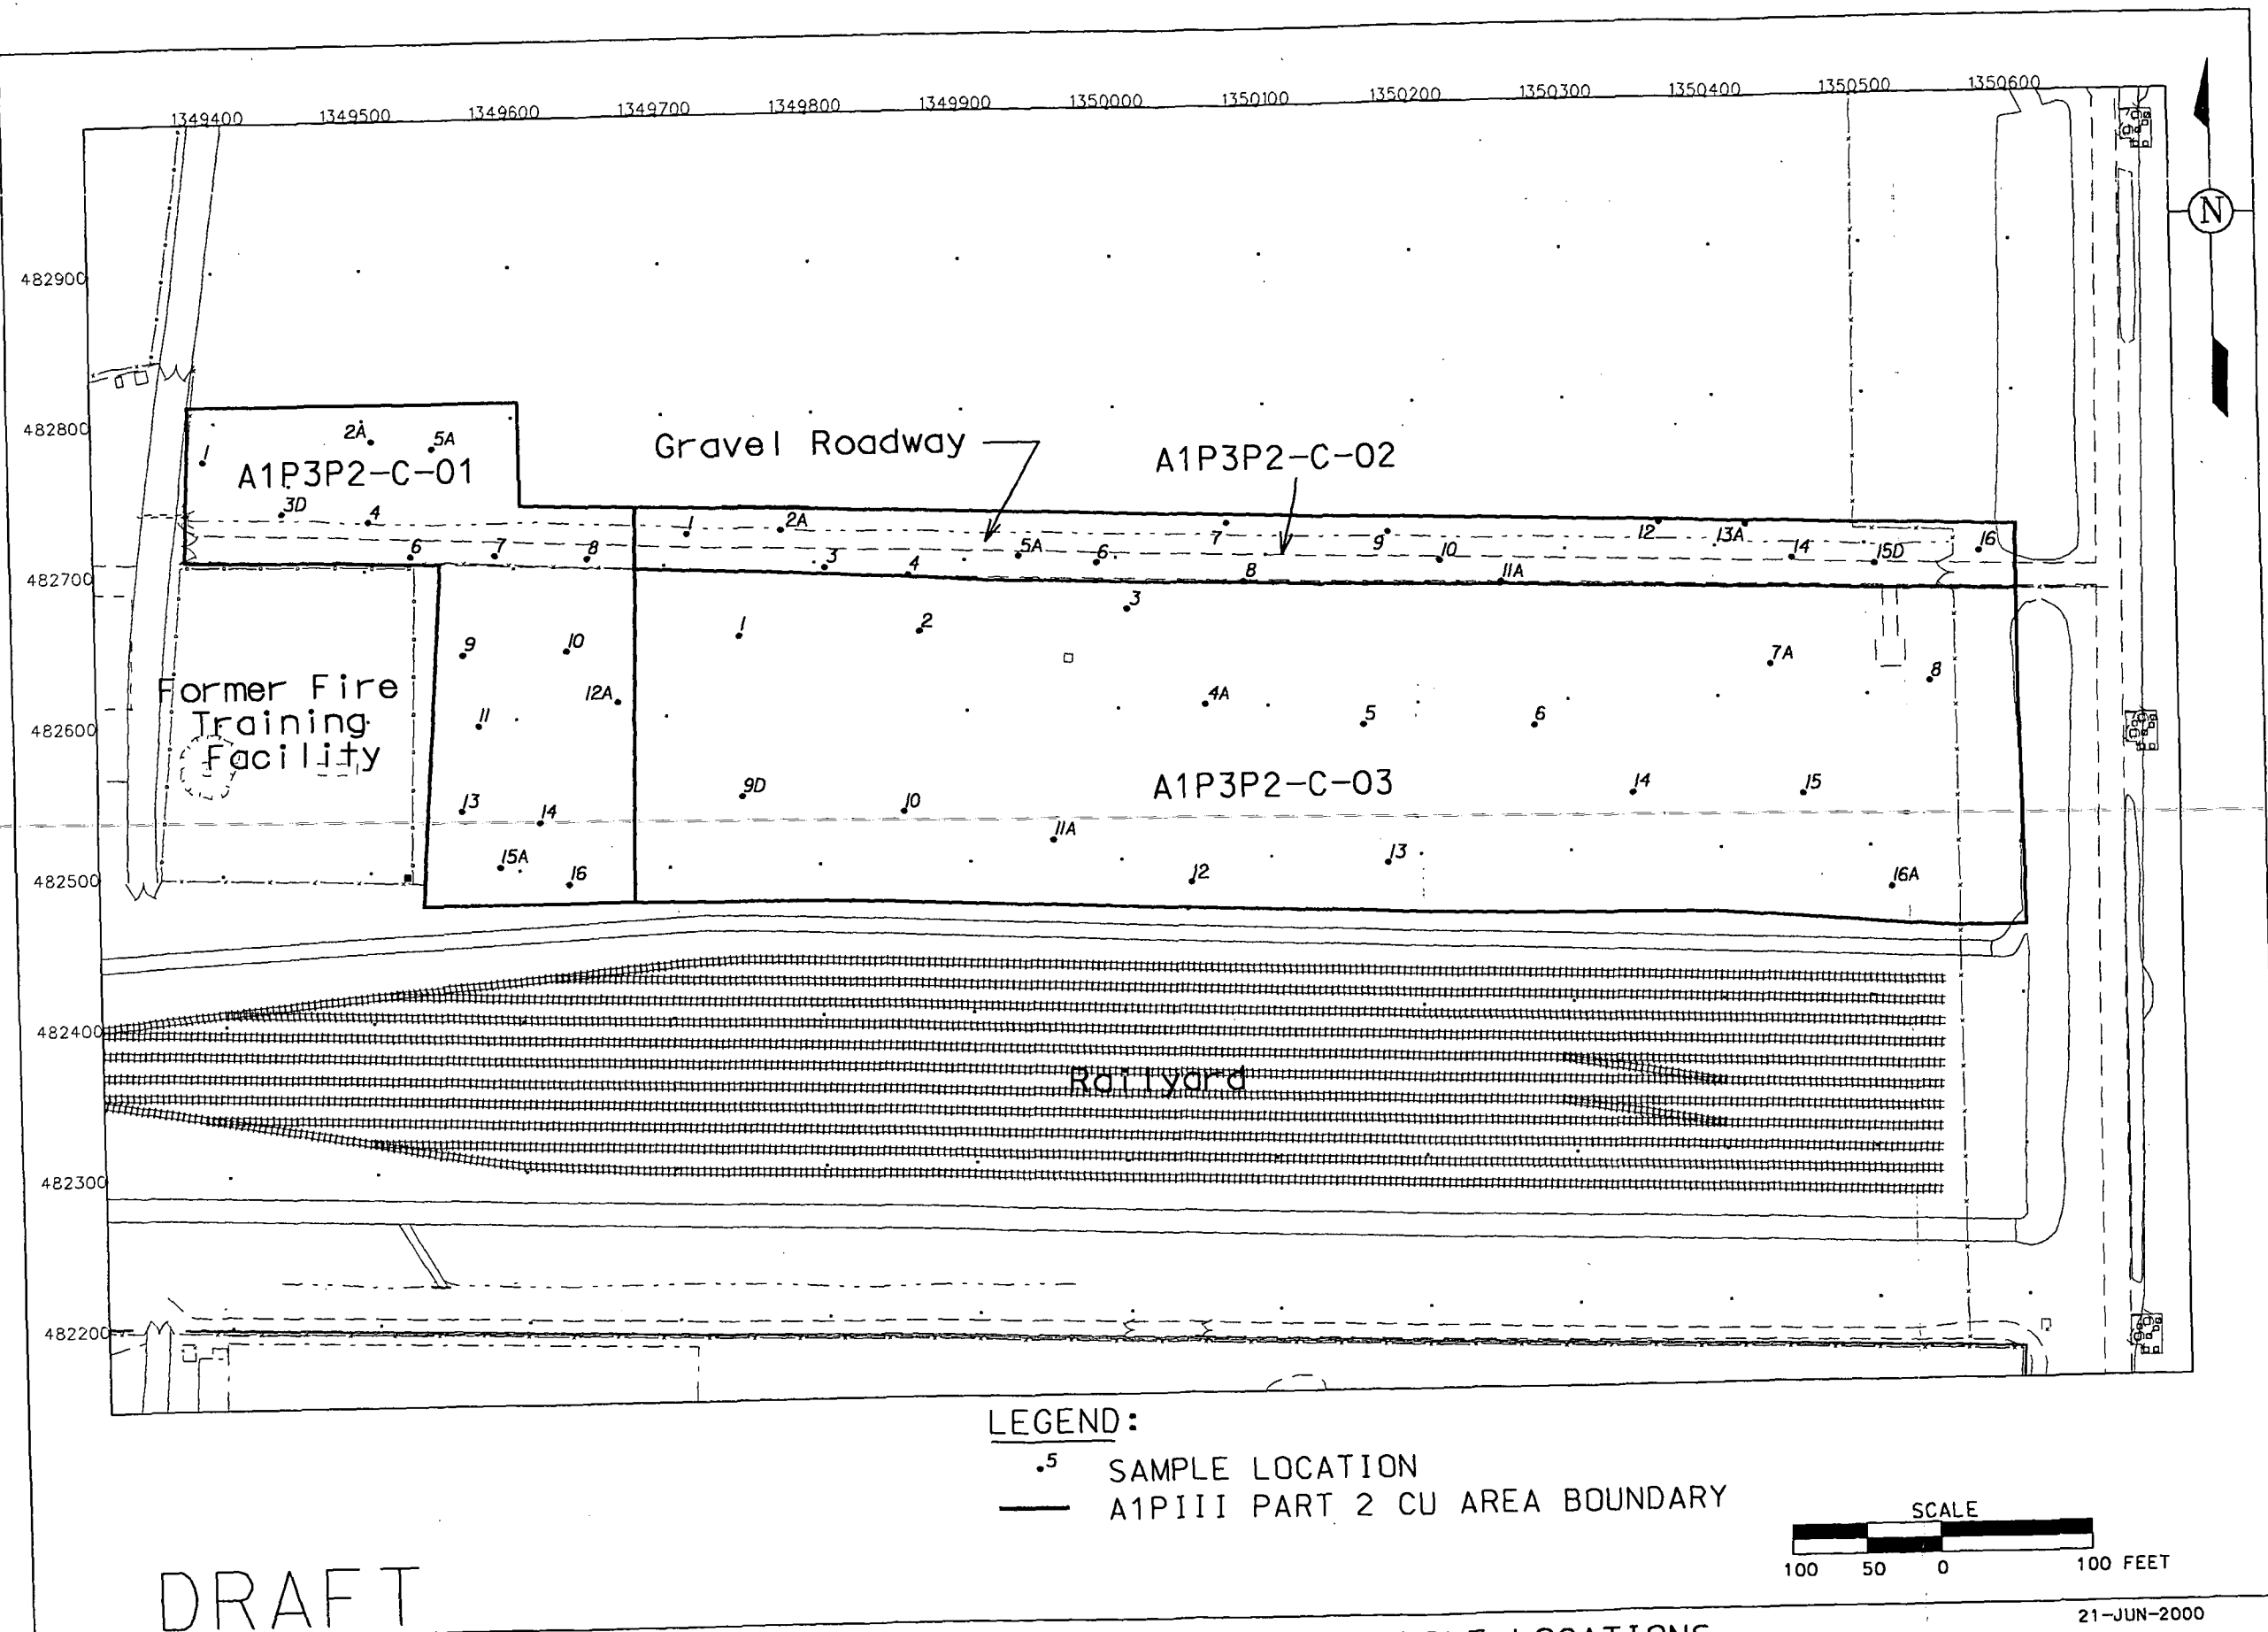 1349400 1349500 1349600 1349700 1349800 1349900 1350000 1350100 1350200 1350300 1350400 1350500 1350600
N
482900
482800
2A 5A
1
Gravel Roadway
A1P3P2-C-02
A1P3P2-C-01
3D 4
1 2A 7 9 12 13A 16
6 7 8 3 4 5A 6 8 10 11A 14 15D
482700
1 2 3
9 10 7A 8
Former Fire
Training
Facility
12A 4A
11 5 6
482600
9D A1P3P2-C-03 14 15
13 14 10 11A
15A 16 12 13 16A
482500
482400
Railyard
482300
482200
LEGEND:
5 SAMPLE LOCATION
A1PIII PART 2 CU AREA BOUNDARY
SCALE
100 50 0 100 FEET
DRAFT
21-JUN-2000
LOCATIONS